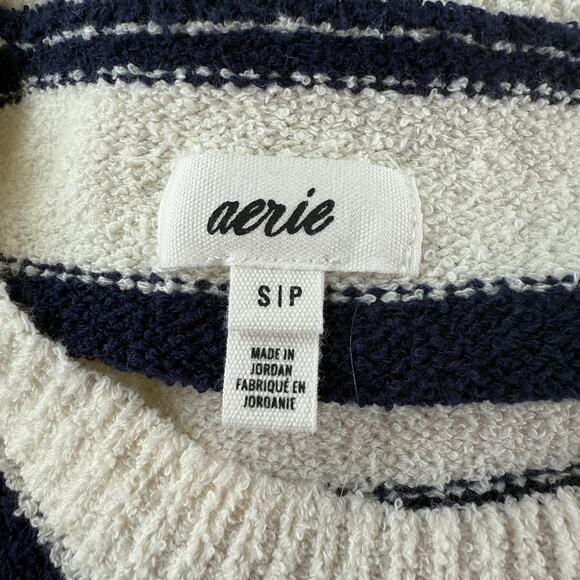 aerie
S|P
MADE IN
JORDAN
FABRIQUÉ EN
JORDANIE